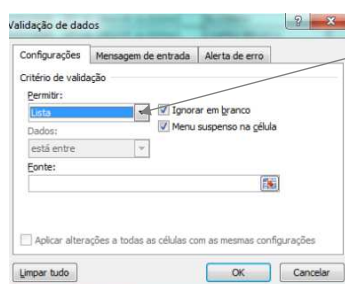 Validação de dados
Configurações Mensagem de entrada Alerta de erro
Critério de validação
Permitir:
Lista
Ignorar em branco
Menu suspenso na célula
Dados:
está entre
Fonte:
Aplicar alterações a todas as células com as mesmas configurações
Limpar tudo OK Cancelar